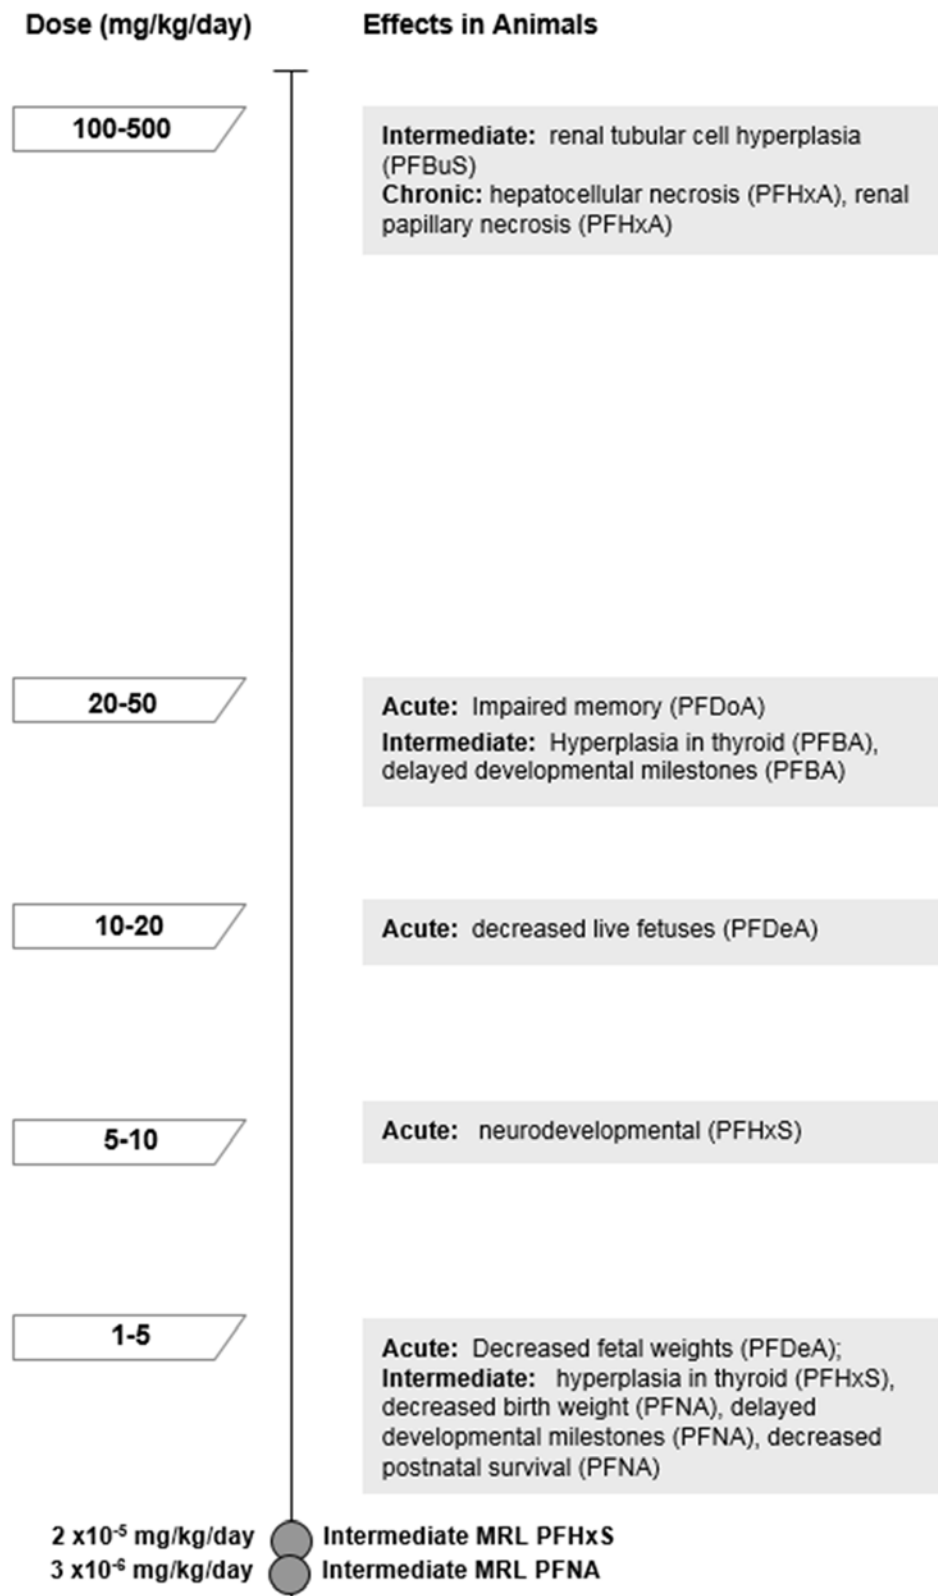 Dose (mg/kg/day) Effects in Animals
100-500
Intermediate: renal tubular cell hyperplasia
(PFBuS)
Chronic: hepatocellular necrosis (PFHxA), renal
papillary necrosis (PFHxA)
20-50
Acute: Impaired memory (PFDoA)
Intermediate: Hyperplasia in thyroid (PFBA),
delayed developmental milestones (PFBA)
10-20
Acute: decreased live fetuses (PFDeA)
5-10
Acute: neurodevelopmental (PFHxS)
1-5
Acute: Decreased fetal weights (PFDeA);
Intermediate: hyperplasia in thyroid (PFHxS),
decreased birth weight (PFNA), delayed
developmental milestones (PFNA), decreased
postnatal survival (PFNA)
2 x10⁻⁵ mg/kg/day Intermediate MRL PFHxS
3 x10⁻⁶ mg/kg/day Intermediate MRL PFNA